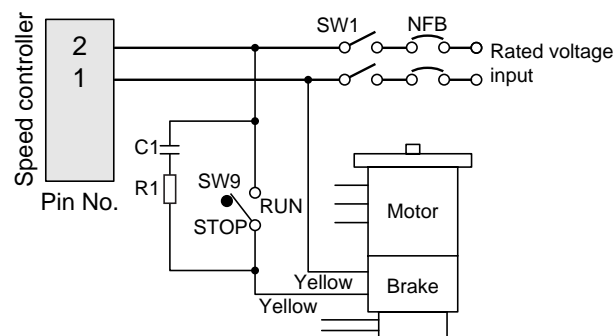 Speed controller
2
1
Pin No.
SW1
NFB
Rated voltage
input
C1
R1
SW9
RUN
STOP
Yellow
Yellow
Motor
Brake